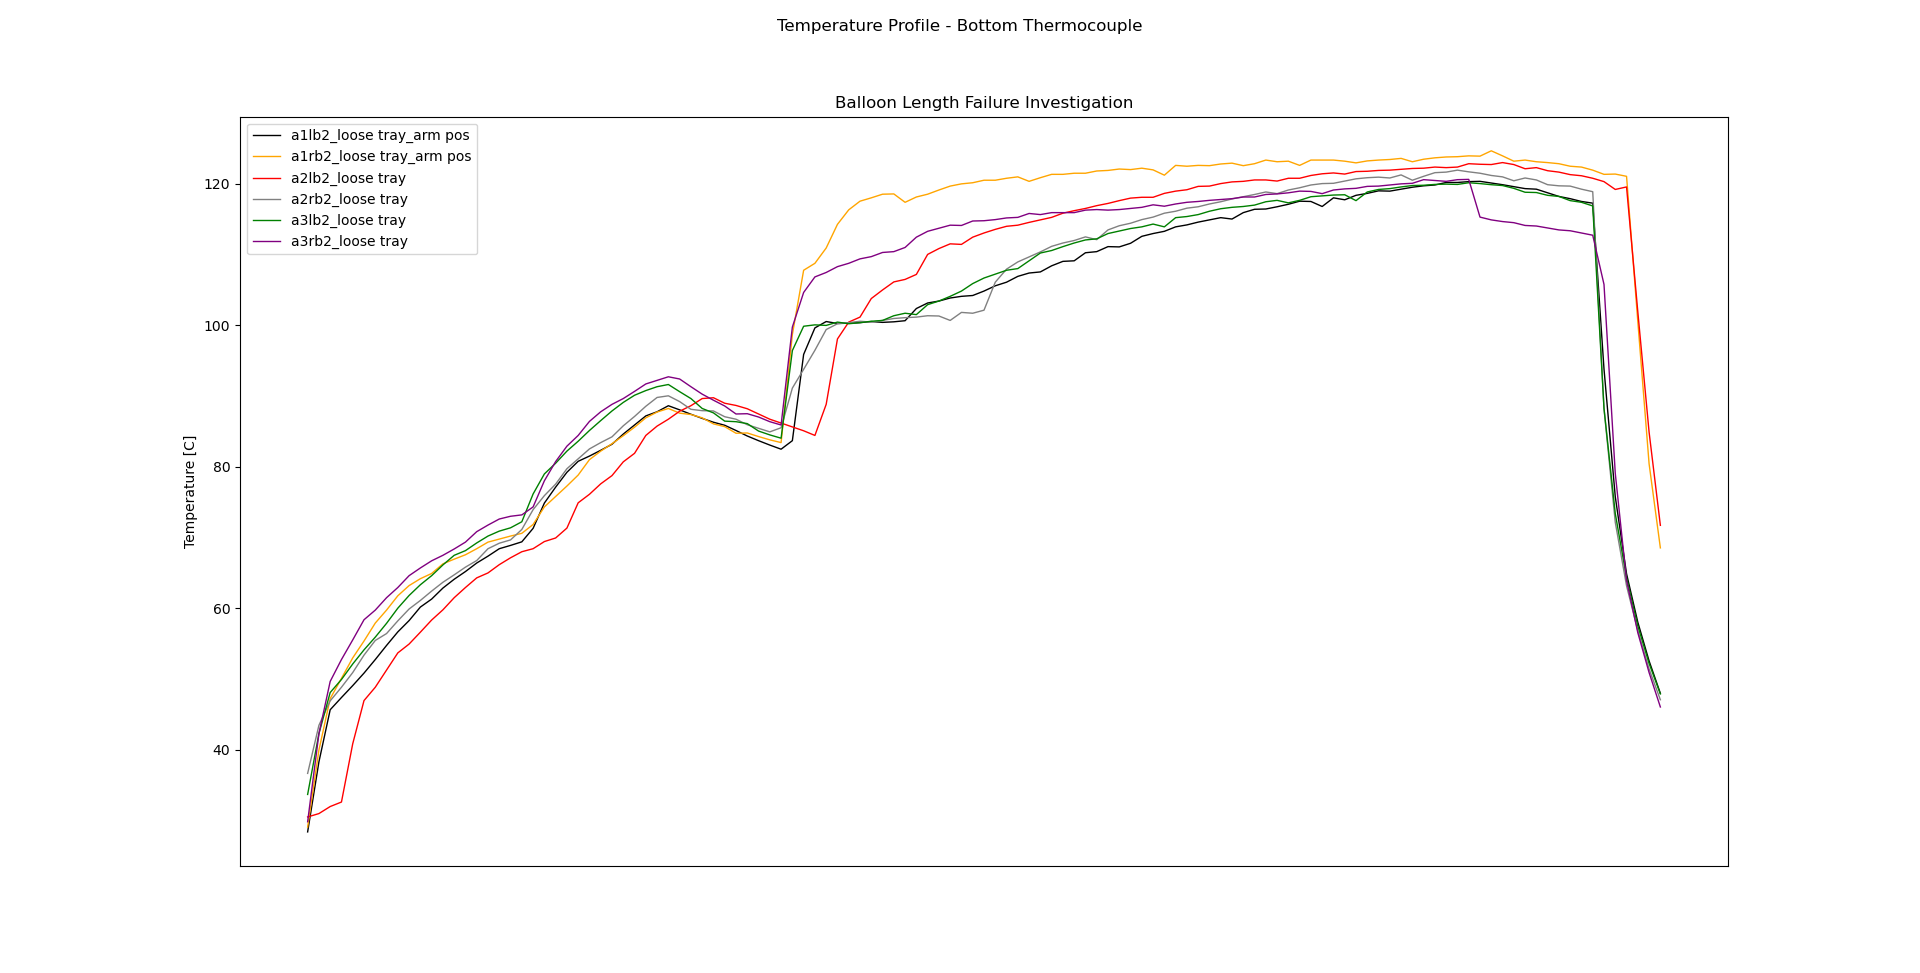 Temperature Profile - Bottom Thermocouple
Balloon Length Failure Investigation
a1lb2_loose tray_arm pos
a1rb2_loose tray_arm pos
a2lb2_loose tray
a2rb2_loose tray
a3lb2_loose tray
a3rb2_loose tray
120
100
80
60
40
Temperature [C]